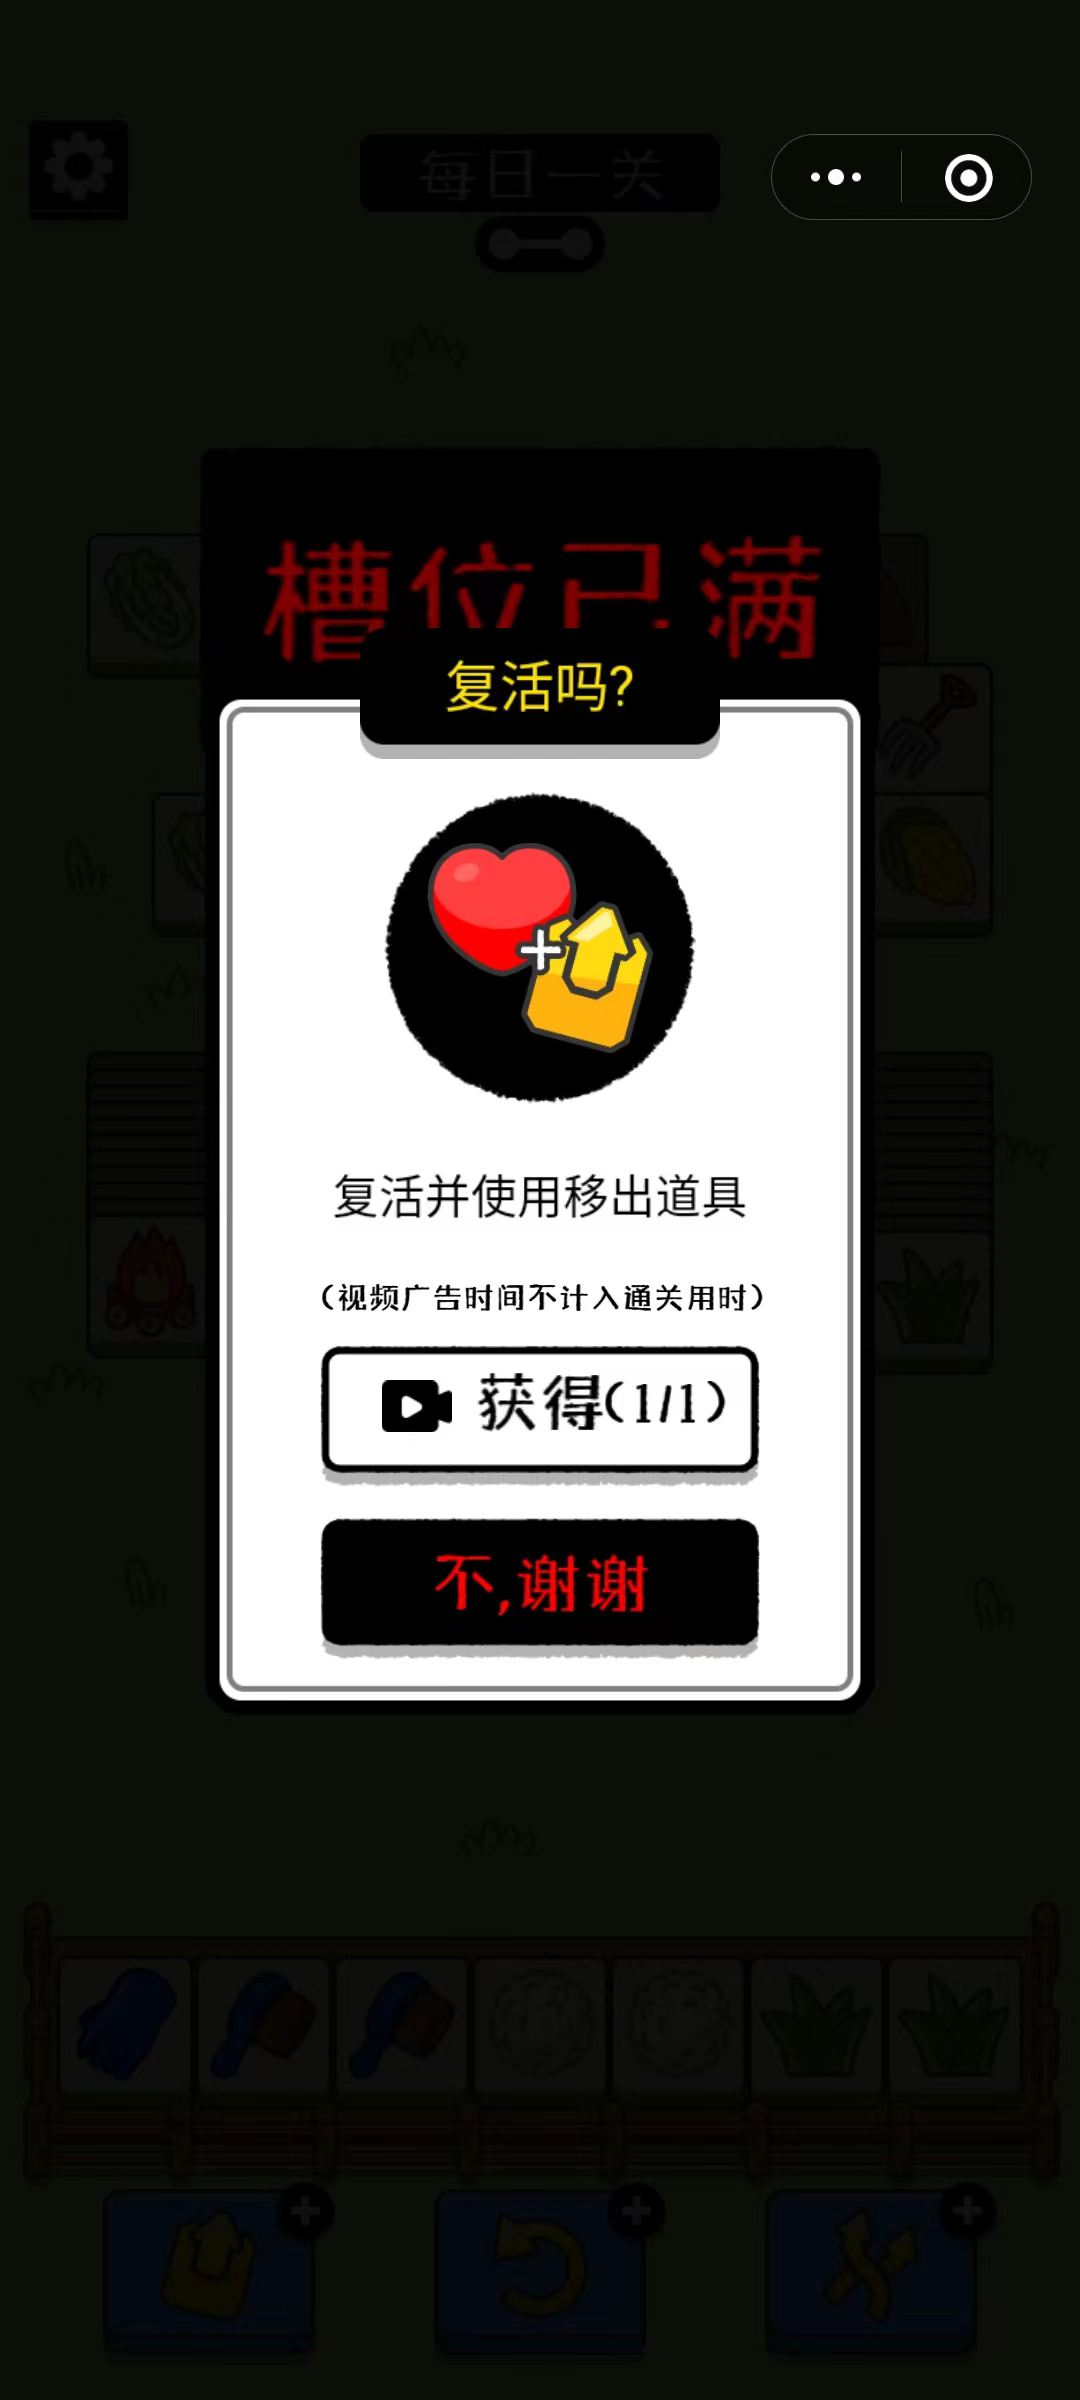 每日一关
槽位已满
复活吗?
复活并使用移出道具
(视频广告时间不计入通关用时)
获得(1/1)
不,谢谢